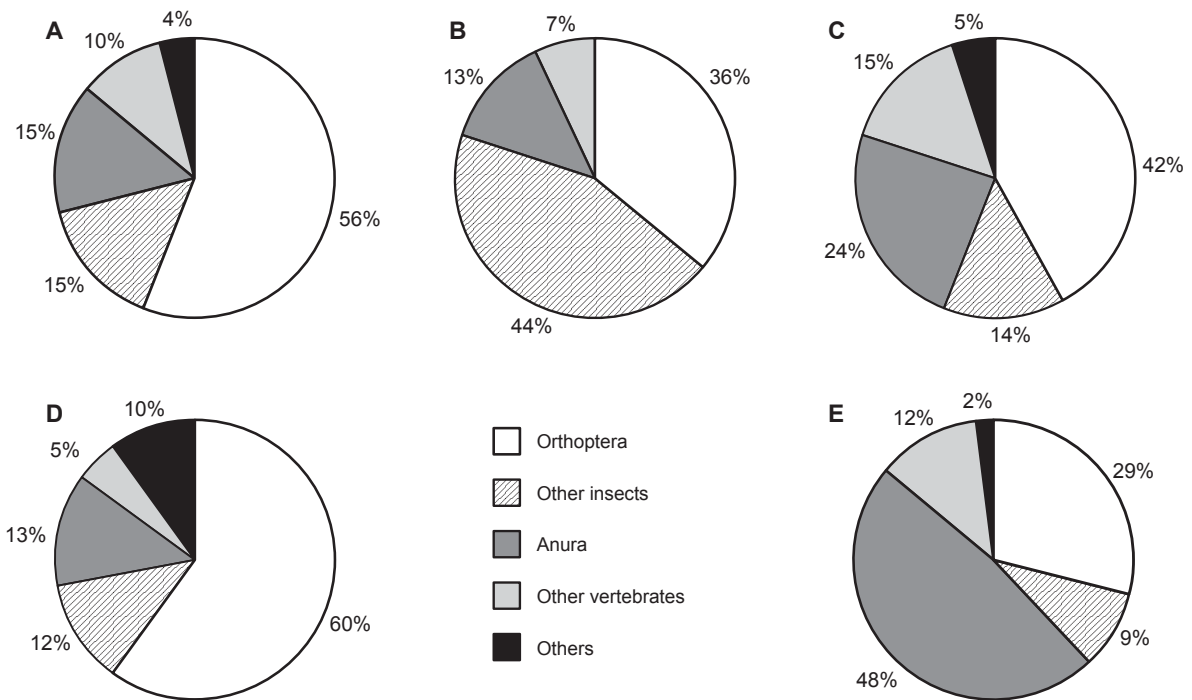 A
4%
10%
15%
15%
56%
B
7%
13%
36%
44%
C
5%
15%
24%
42%
14%
D
10%
5%
13%
12%
60%
Orthoptera
Other insects
Anura
Other vertebrates
Others
E
2%
12%
29%
9%
48%